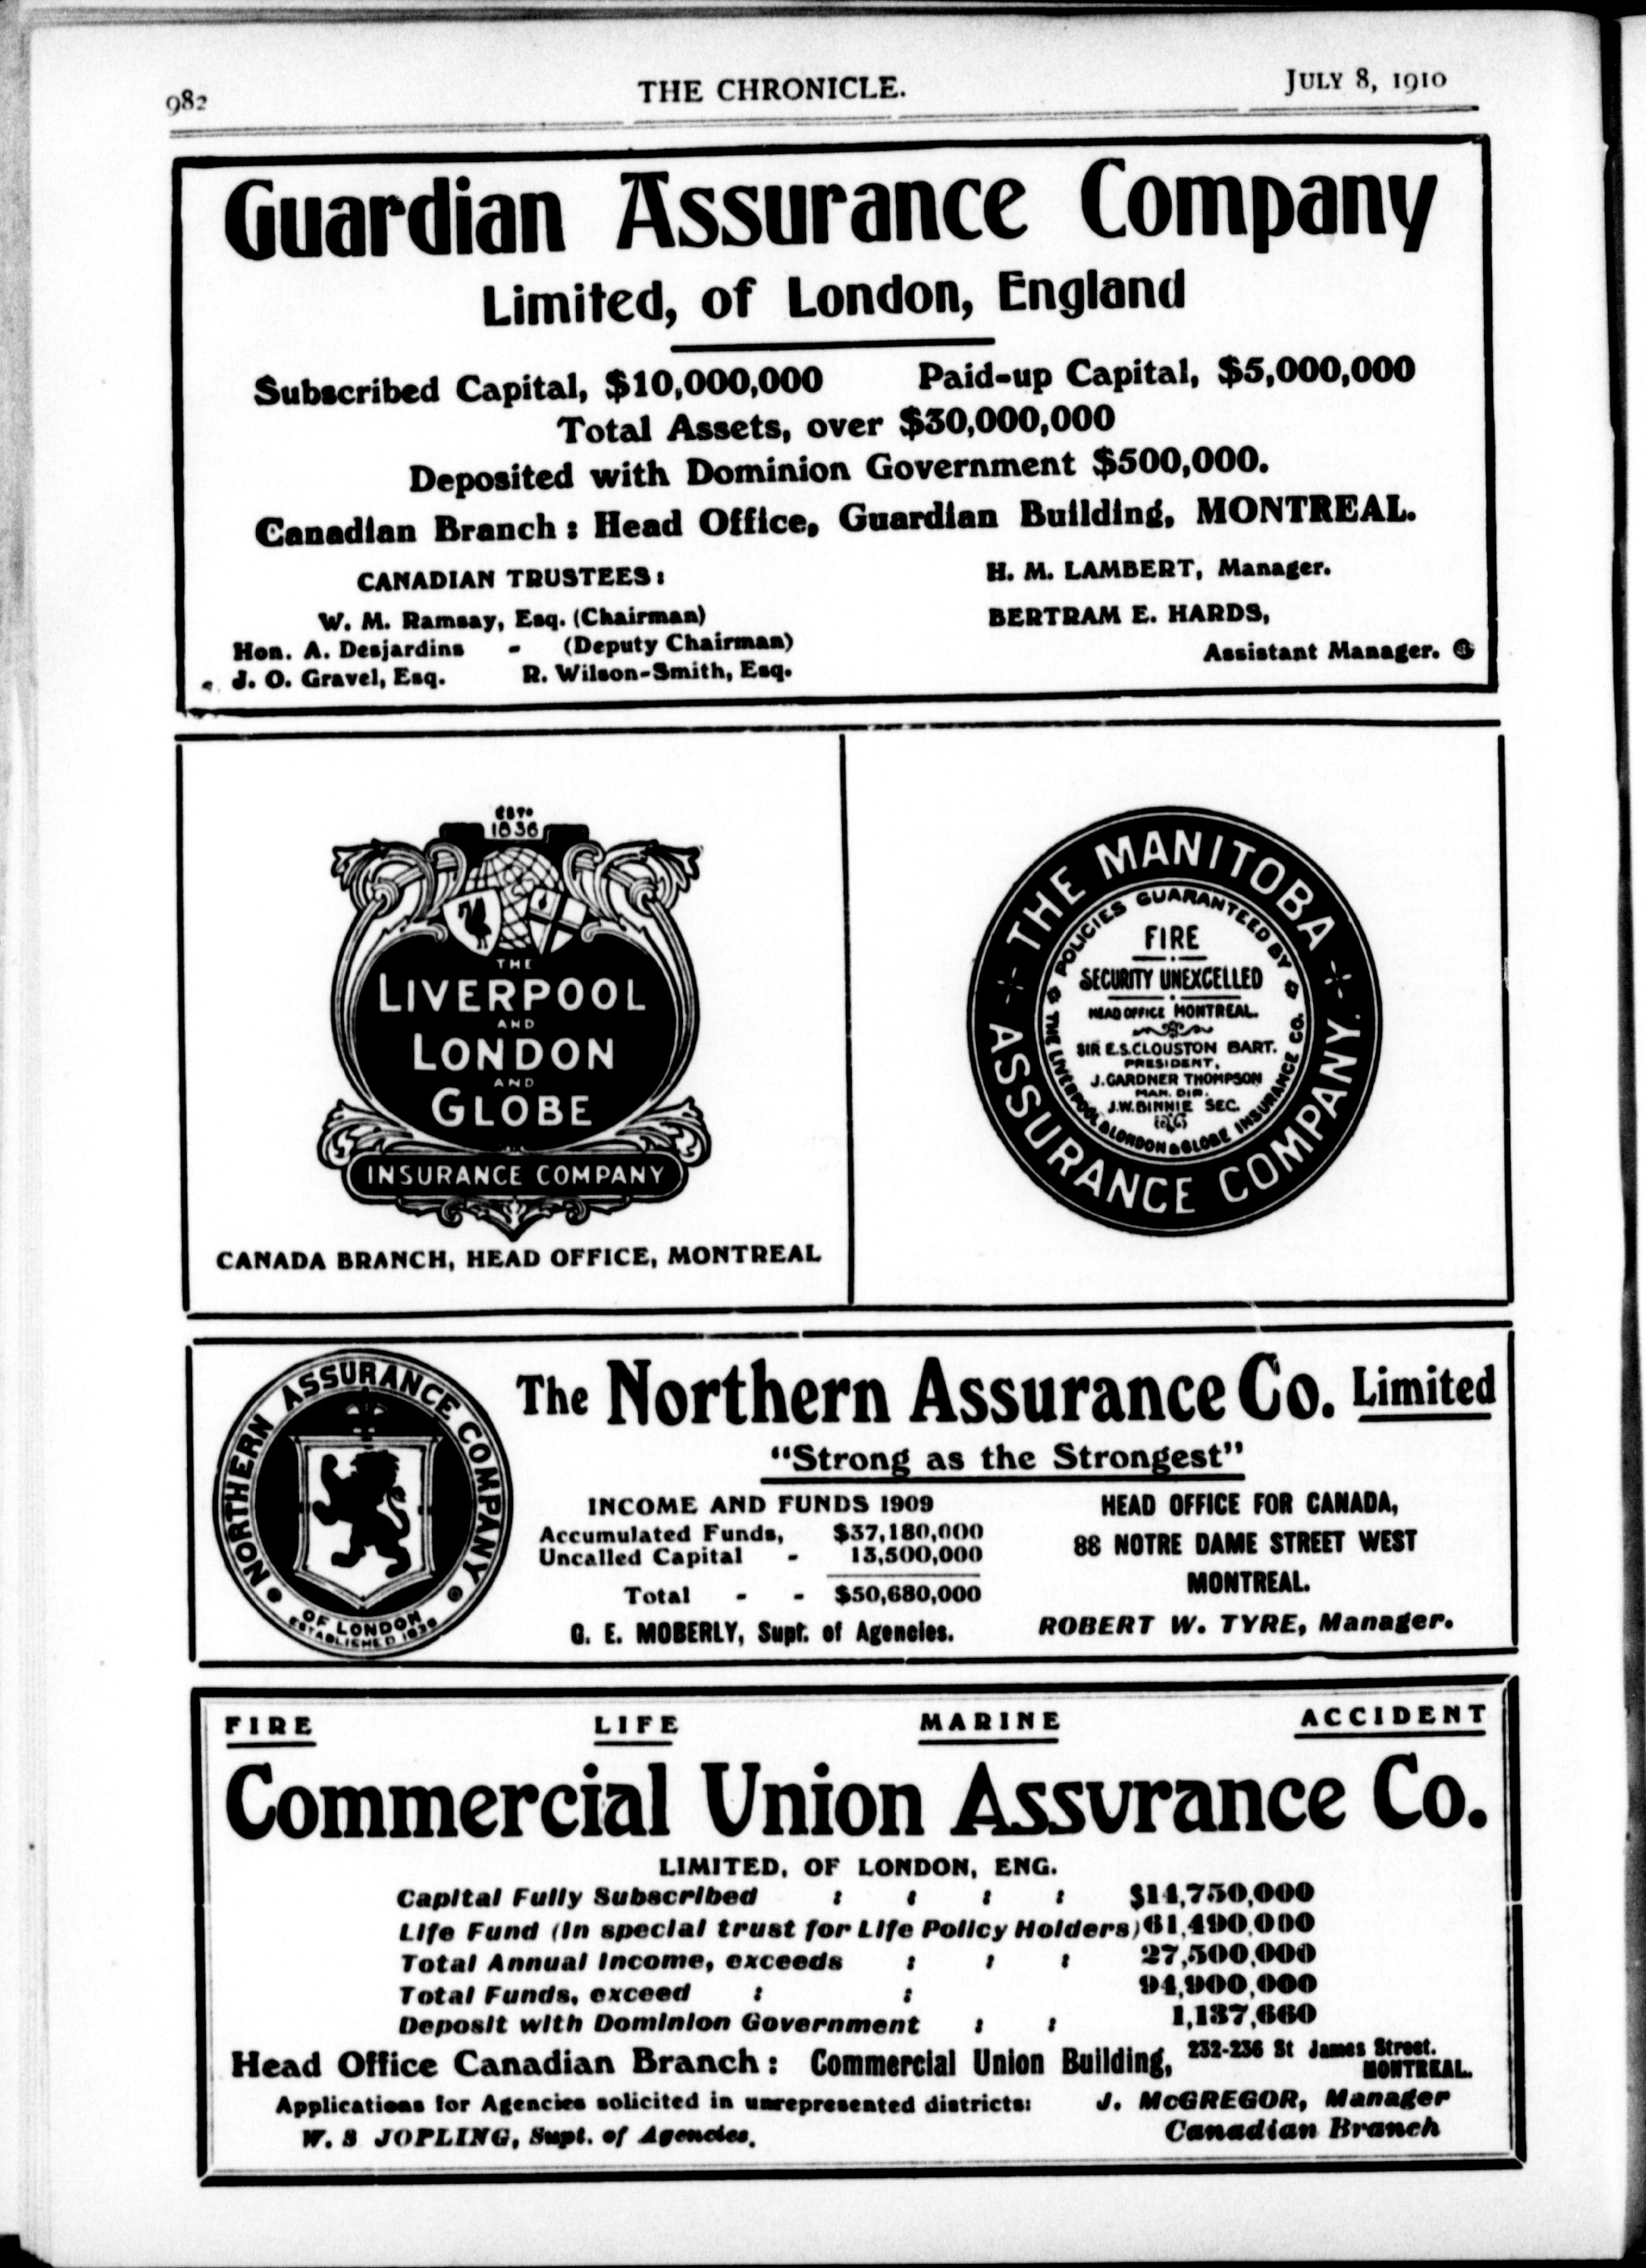 982
THE CHRONICLE.
JULY 8, 1910
Guardian Assurance Company
Limited, of London, England
Subscribed Capital, $10,000,000 Paid-up Capital, $5,000,000
Total Assets, over $30,000,000
Deposited with Dominion Government $500,000.
Canadian Branch: Head Office, Guardian Building, MONTREAL.
CANADIAN TRUSTEES:
W. M. Ramsay, Esq. (Chairman)
Hon. A. Desjardins - (Deputy Chairman)
J. O. Gravel, Esq. R. Wilson-Smith, Esq.
H. M. LAMBERT, Manager.
BERTRAM E. HARDS,
Assistant Manager.
ESTD
1836
THE
LIVERPOOL
AND
LONDON
AND
GLOBE
INSURANCE COMPANY
CANADA BRANCH, HEAD OFFICE, MONTREAL
THE MANITOBA
ASSURANCE COMPANY.
POLICIES GUARANTEED BY
THE LIVERPOOL & LONDON & GLOBE INSURANCE CO.
FIRE
SECURITY UNEXCELLED
HEAD OFFICE MONTREAL.
SIR E.S.CLOUSTON BART.
PRESIDENT,
J.GARDNER THOMPSON
MAN. DIR.
J.W.BINNIE SEC.
NORTHERN ASSURANCE COMPANY
OF LONDON
ESTABLISHED 1836
The Northern Assurance Co. Limited
"Strong as the Strongest"
INCOME AND FUNDS 1909
Accumulated Funds, $37,180,000
Uncalled Capital - 13,500,000
Total - - $50,680,000
G. E. MOBERLY, Supt. of Agencies.
HEAD OFFICE FOR CANADA,
88 NOTRE DAME STREET WEST
MONTREAL.
ROBERT W. TYRE, Manager.
FIRE LIFE MARINE ACCIDENT
Commercial Union Assurance Co.
LIMITED, OF LONDON, ENG.
Capital Fully Subscribed : : : : $14,750,000
Life Fund (In special trust for Life Policy Holders) 61,490,000
Total Annual Income, exceeds : : : 27,500,000
Total Funds, exceed : : 94,900,000
Deposit with Dominion Government : : 1,137,660
Head Office Canadian Branch: Commercial Union Building, 232-236 St James Street.
MONTREAL.
Applications for Agencies solicited in unrepresented districts:
W. S JOPLING, Supt. of Agencies.
J. McGREGOR, Manager
Canadian Branch